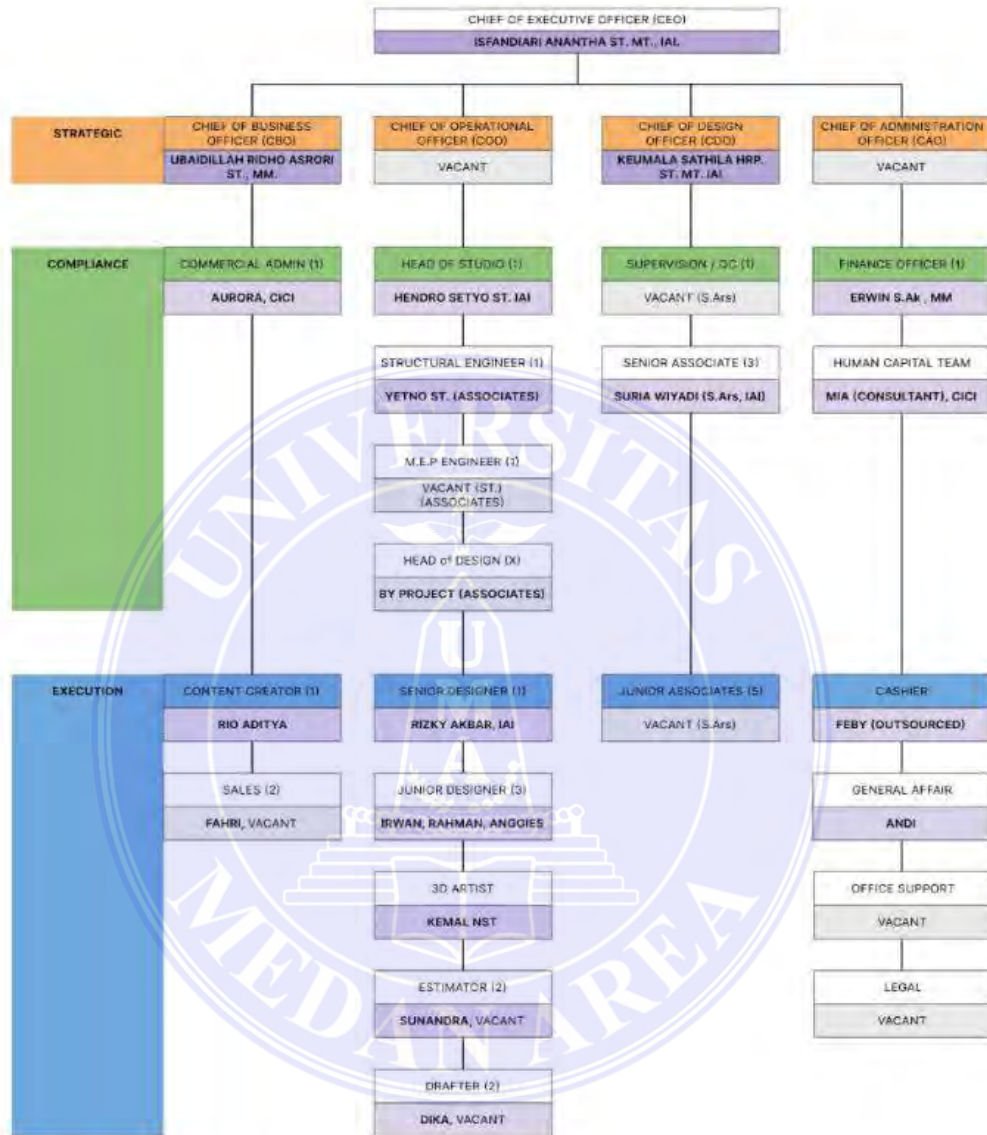 CHIEF OF EXECUTIVE OFFICER (CEO)
ISFANDIARI ANANTHA ST. MT., IAI.
STRATEGIC
CHIEF OF BUSINESS
OFFICER (CBO)
UBAIDILLAH RIDHO ASRORI
ST., MM.
CHIEF OF OPERATIONAL
OFFICER (COO)
VACANT
CHIEF OF DESIGN
OFFICER (CDO)
KEUMALA SATHILA HRP.
ST. MT. IAI
CHIEF OF ADMINISTRATION
OFFICER (CAO)
VACANT
COMPLIANCE
COMMERCIAL ADMIN (1)
AURORA, CICI
HEAD OF STUDIO (1)
HENDRO SETYO ST. IAI
SUPERVISION / QC (1)
VACANT (S.Ars)
FINANCE OFFICER (1)
ERWIN S.Ak , MM
STRUCTURAL ENGINEER (1)
YETNO ST. (ASSOCIATES)
SENIOR ASSOCIATE (3)
SURIA WIYADI (S.Ars, IAI)
HUMAN CAPITAL TEAM
MIA (CONSULTANT), CICI
M.E.P ENGINEER (1)
VACANT (ST.)
(ASSOCIATES)
HEAD of DESIGN (X)
BY PROJECT (ASSOCIATES)
EXECUTION
CONTENT CREATOR (1)
RIO ADITYA
SENIOR DESIGNER (1)
RIZKY AKBAR, IAI
JUNIOR ASSOCIATES (5)
VACANT (S.Ars)
CASHIER
FEBY (OUTSOURCED)
SALES (2)
FAHRI, VACANT
JUNIOR DESIGNER (3)
IRWAN, RAHMAN, ANGGIES
GENERAL AFFAIR
ANDI
3D ARTIST
KEMAL NST
OFFICE SUPPORT
VACANT
ESTIMATOR (2)
SUNANDRA, VACANT
LEGAL
VACANT
DRAFTER (2)
DIKA, VACANT
UNIVERSITAS
MEDAN AREA
UMA